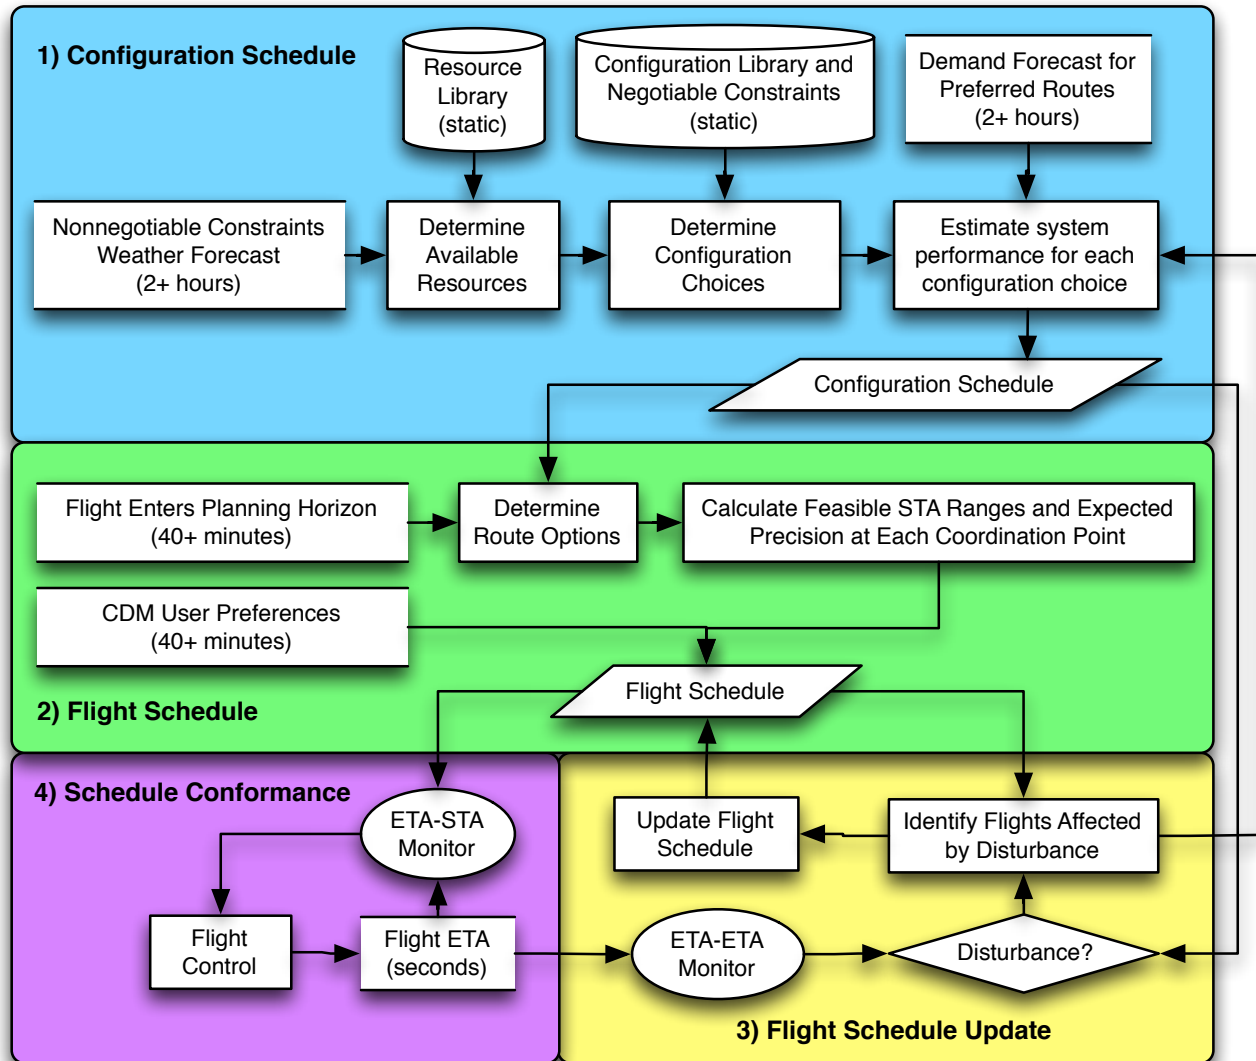 1) Configuration Schedule
Resource
Library
(static)
Configuration Library and
Negotiable Constraints
(static)
Demand Forecast for
Preferred Routes
(2+ hours)
Nonnegotiable Constraints
Weather Forecast
(2+ hours)
Determine
Available
Resources
Determine
Configuration
Choices
Estimate system
performance for each
configuration choice
Configuration Schedule
Flight Enters Planning Horizon
(40+ minutes)
Determine
Route Options
Calculate Feasible STA Ranges and Expected
Precision at Each Coordination Point
CDM User Preferences
(40+ minutes)
Flight Schedule
2) Flight Schedule
4) Schedule Conformance
ETA-STA
Monitor
Update Flight
Schedule
Identify Flights Affected
by Disturbance
Flight
Control
Flight ETA
(seconds)
ETA-ETA
Monitor
Disturbance?
3) Flight Schedule Update